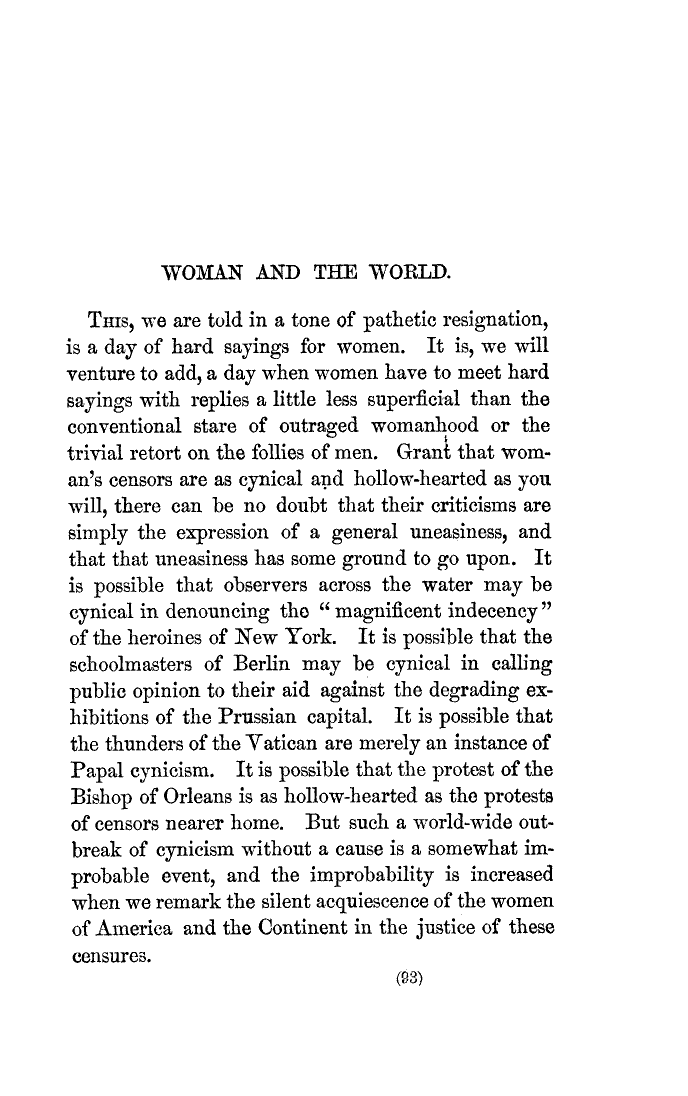 WOMAN AND THE WORLD.
THIS, we are told in a tone of pathetic resignation,
is a day of hard sayings for women. It is, we will
venture to add, a day when women have to meet hard
sayings with replies a little less superficial than the
conventional stare of outraged womanhood or the
trivial retort on the follies of men. Grant that wom-
an's censors are as cynical and hollow-hearted as you
will, there can be no doubt that their criticisms are
simply the expression of a general uneasiness, and
that that uneasiness has some ground to go upon. It
is possible that observers across the water may be
cynical in denouncing the "magnificent indecency"
of the heroines of New York. It is possible that the
schoolmasters of Berlin may be cynical in calling
public opinion to their aid against the degrading ex-
hibitions of the Prussian capital. It is possible that
the thunders of the Vatican are merely an instance of
Papal cynicism. It is possible that the protest of the
Bishop of Orleans is as hollow-hearted as the protests
of censors nearer home. But such a world-wide out-
break of cynicism without a cause is a somewhat im-
probable event, and the improbability is increased
when we remark the silent acquiescence of the women
of America and the Continent in the justice of these
censures.
(93)